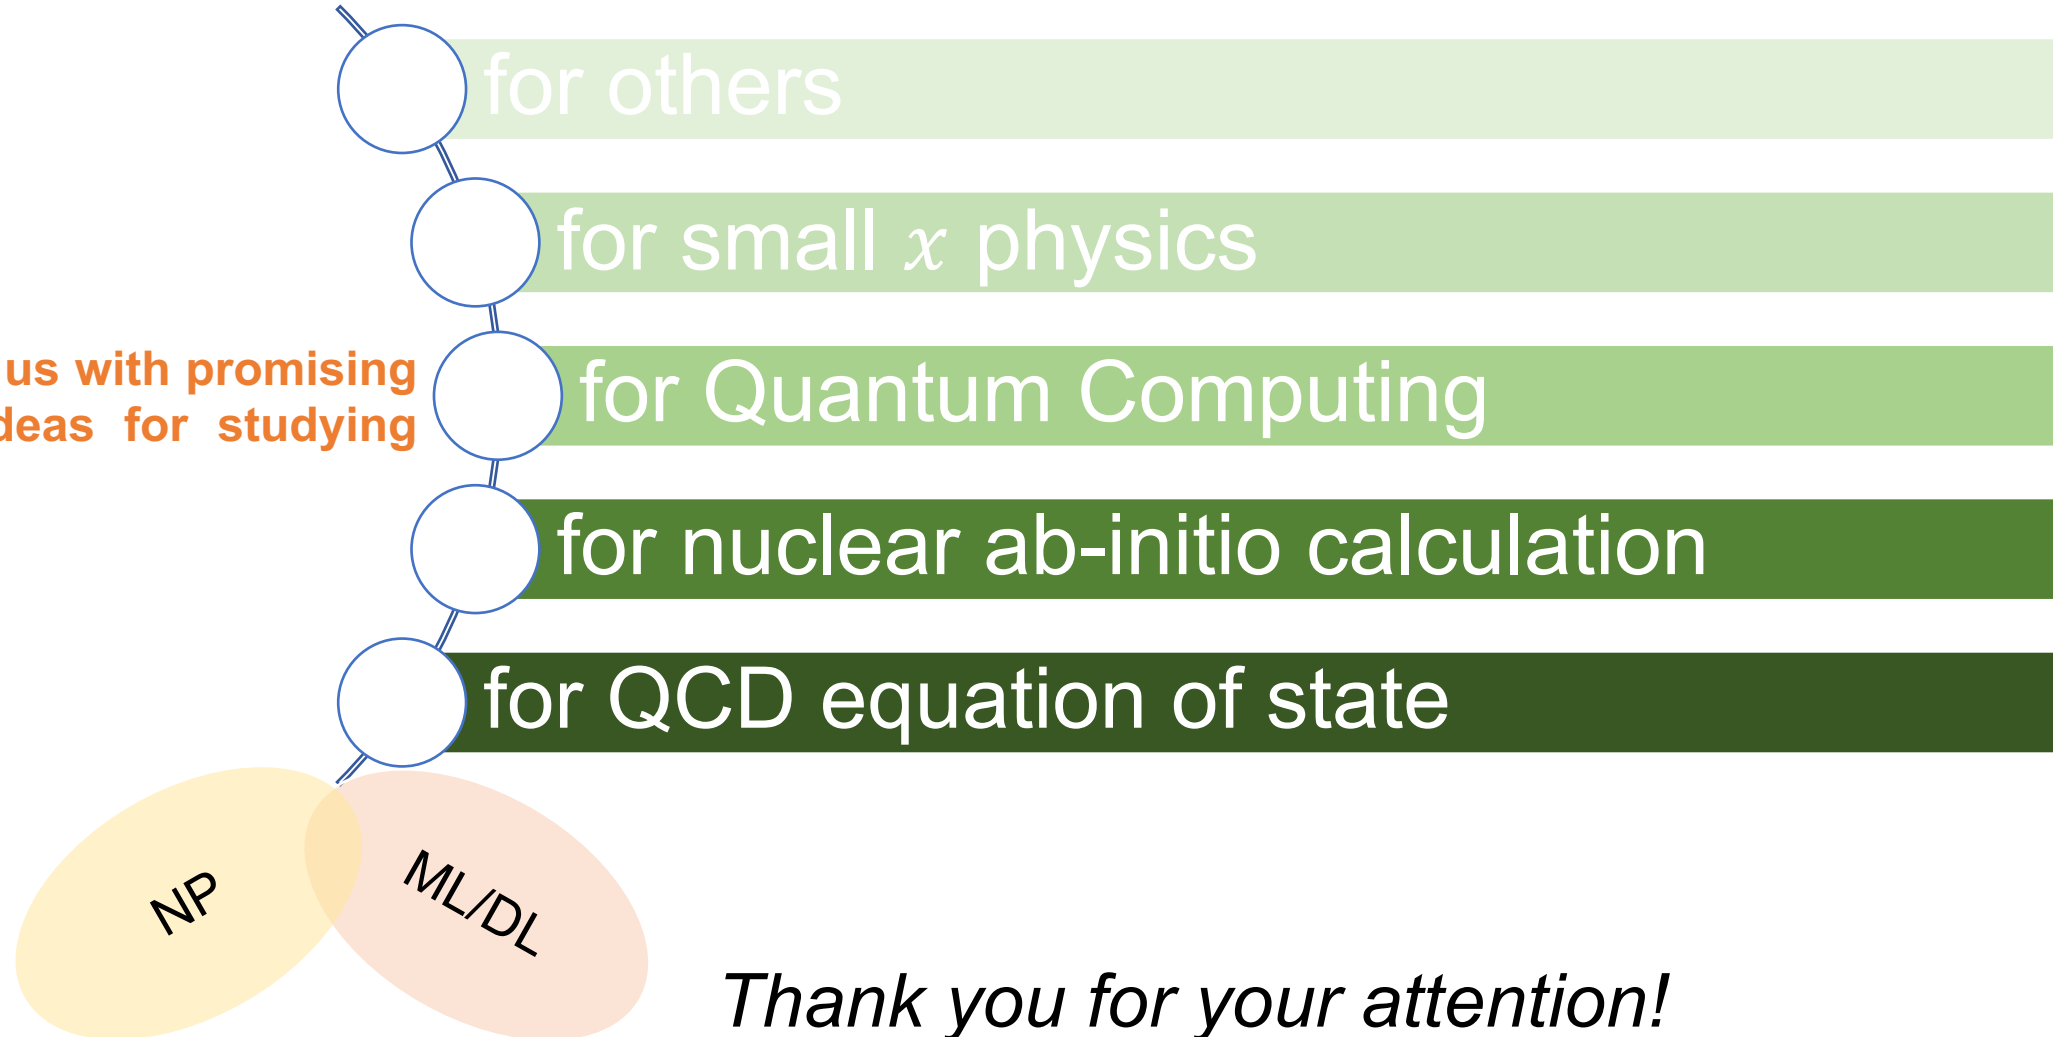 for others
for small 𝑥 physics
us with promising
for studying
for Quantum Computing
for nuclear ab-initio calculation
for QCD equation of state
NP
ML/DL
Thank you for your attention!